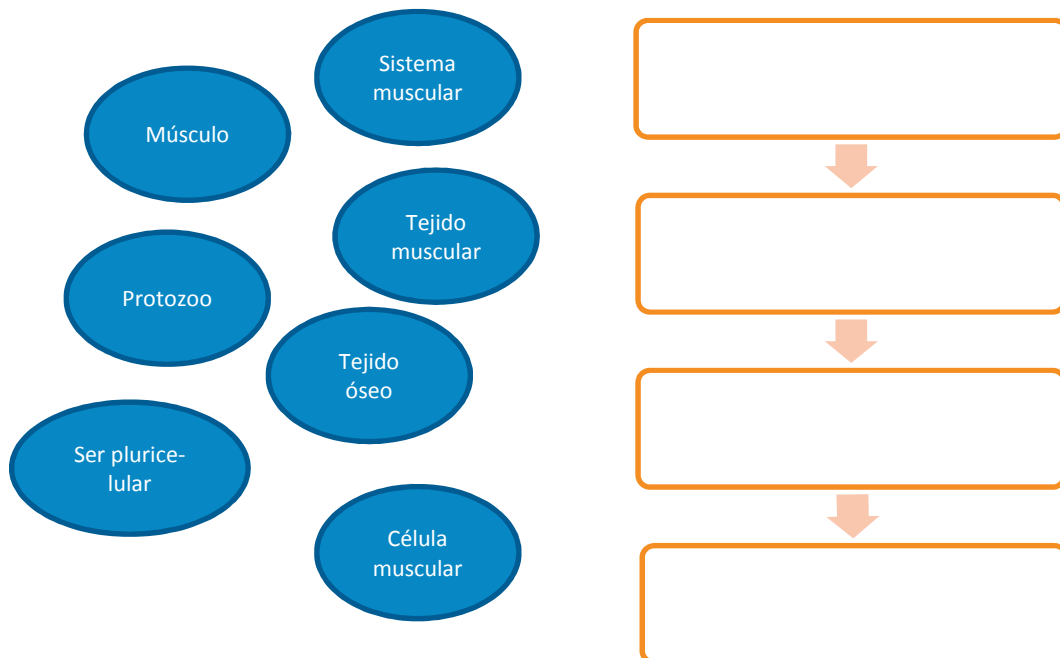 Sistema
muscular
Músculo
Tejido
muscular
Protozoo
Tejido
óseo
Ser plurice-
lular
Célula
muscular